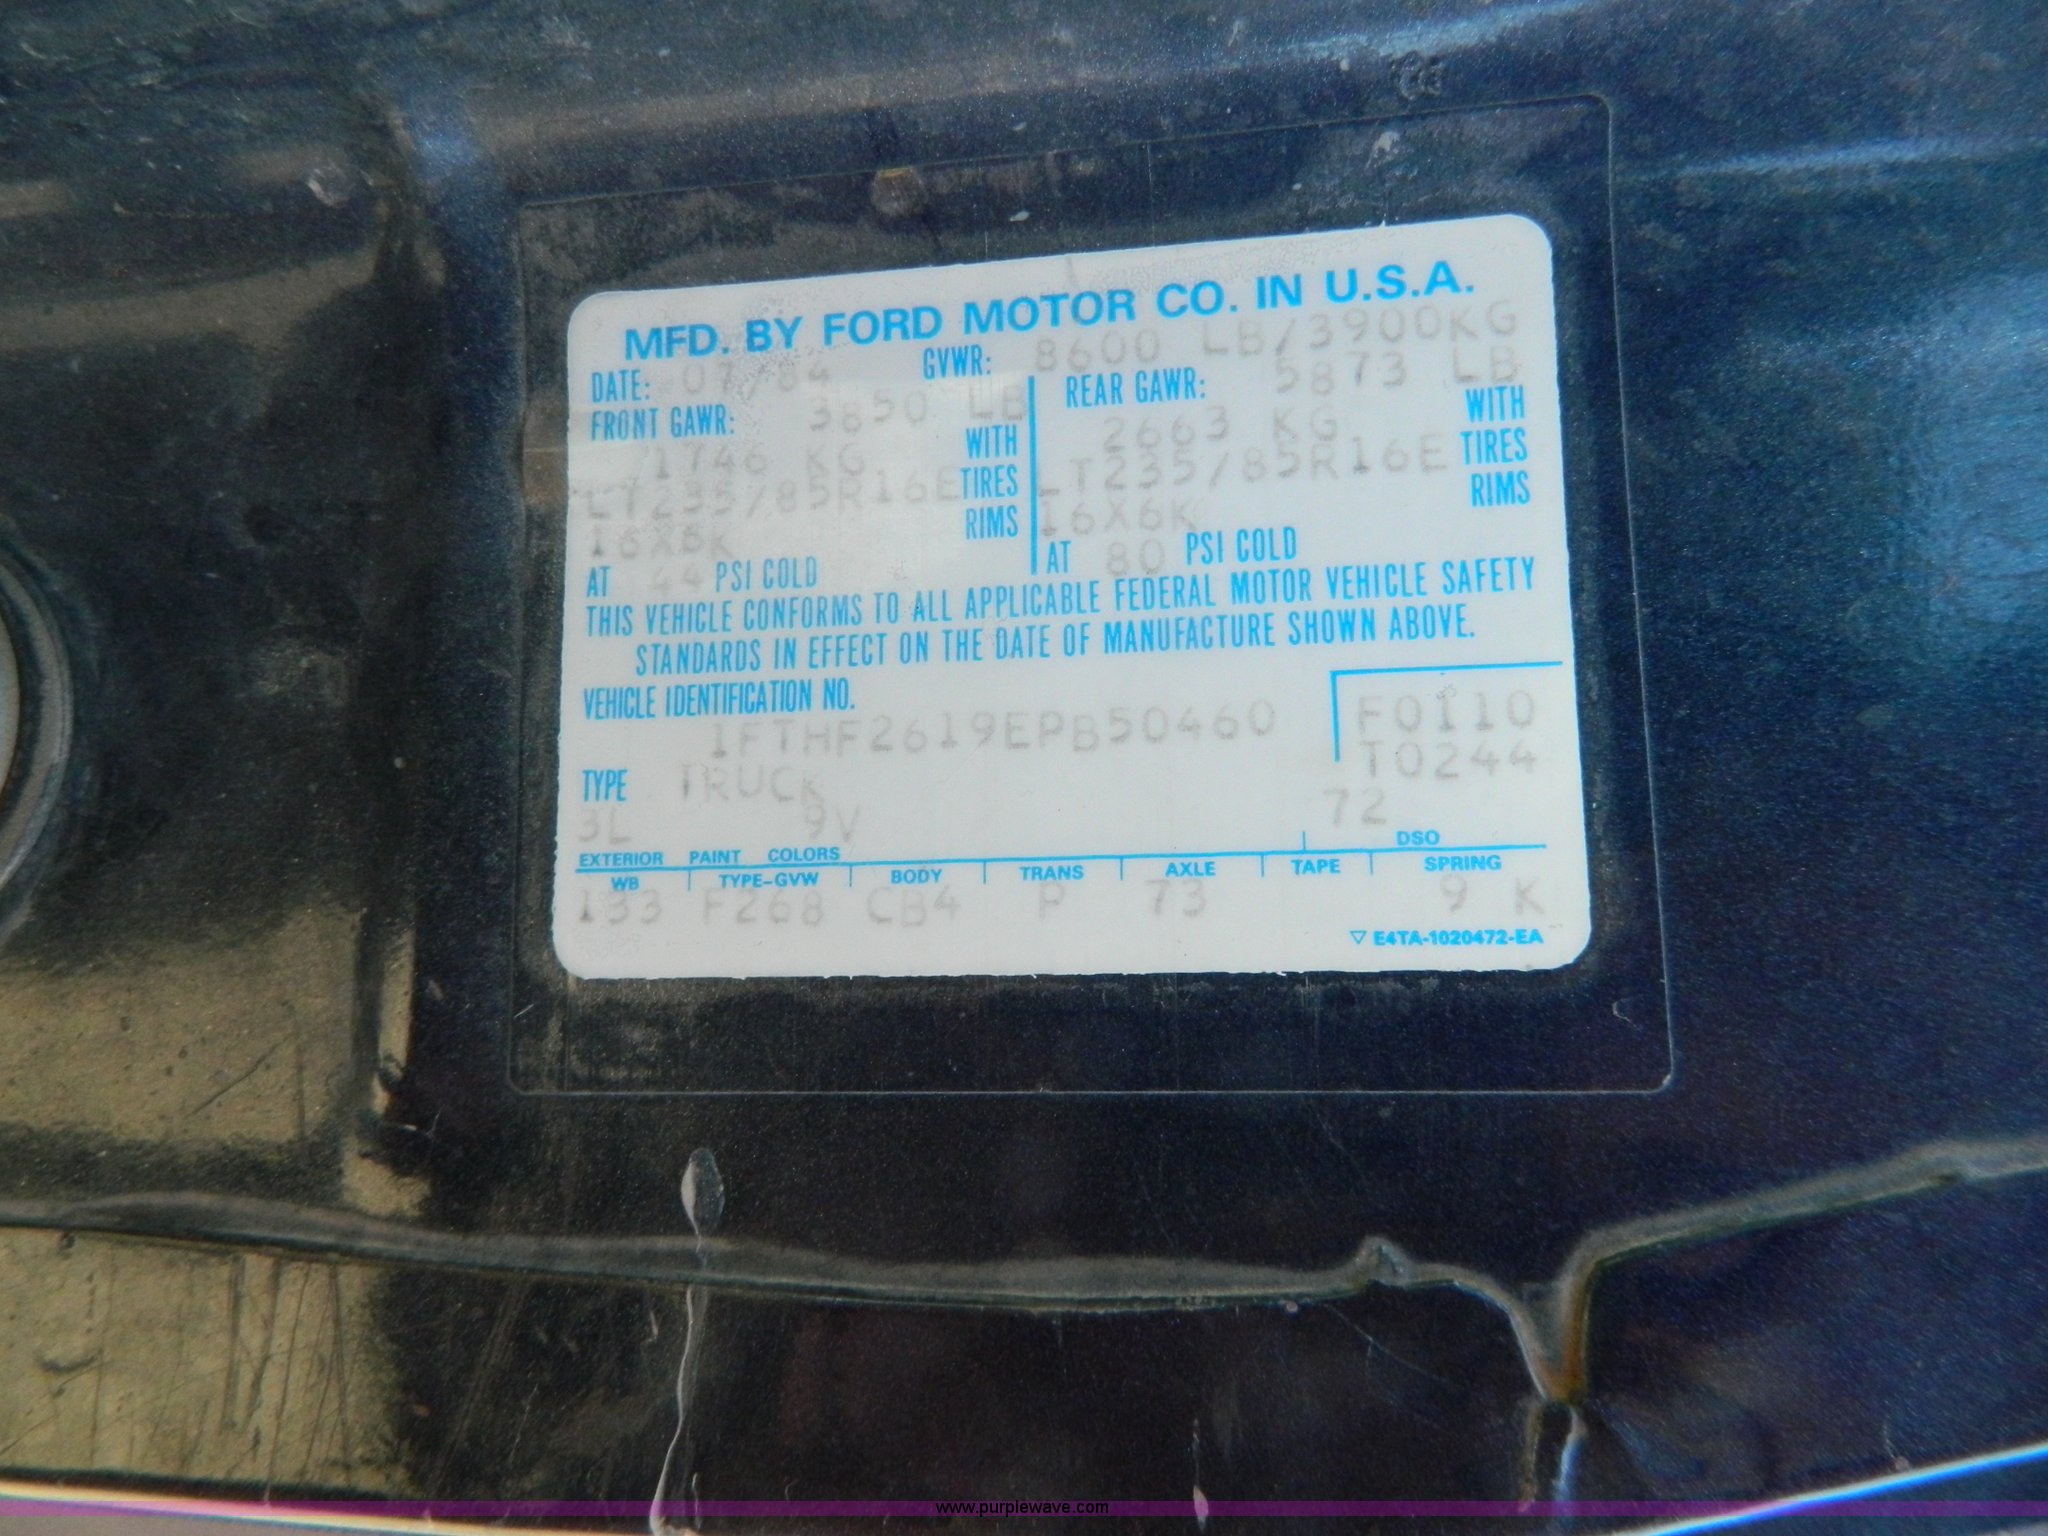 MFD. BY FORD MOTOR CO. IN U.S.A.
DATE: 07/84 GVWR: 8600 LB/3900KG
FRONT GAWR: 3850 LB REAR GAWR: 5873 LB
/1746 KG WITH 2663 KG WITH
LT235/85R16E TIRES LT235/85R16E TIRES
16X6K RIMS 16X6K RIMS
AT 44 PSI COLD AT 80 PSI COLD
THIS VEHICLE CONFORMS TO ALL APPLICABLE FEDERAL MOTOR VEHICLE SAFETY
STANDARDS IN EFFECT ON THE DATE OF MANUFACTURE SHOWN ABOVE.
VEHICLE IDENTIFICATION NO. F0110
1FTHF2619EPB50460 T0244
TYPE TRUCK
3L 9V 72
EXTERIOR PAINT COLORS DSO
WB TYPE-GVW BODY TRANS AXLE TAPE SPRING
133 F268 CB4 P 73 9 K
▽ E4TA-1020472-EA
www.purplewave.com